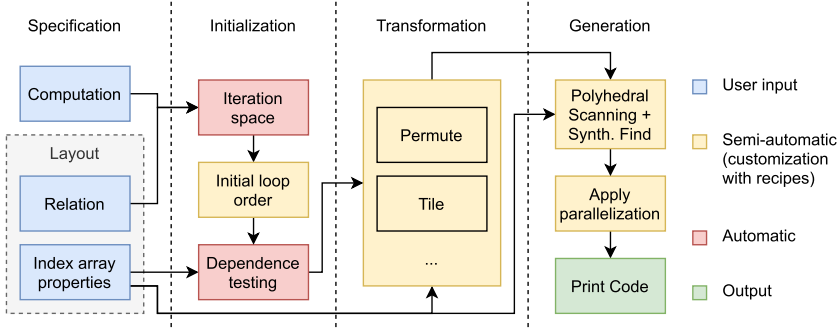 Specification
Initialization
Transformation
Generation
Computation
Layout
Relation
Index array
properties
Iteration
space
Initial loop
order
Dependence
testing
Permute
Tile
...
Polyhedral
Scanning +
Synth. Find
Apply
parallelization
Print Code
User input
Semi-automatic
(customization
with recipes)
Automatic
Output